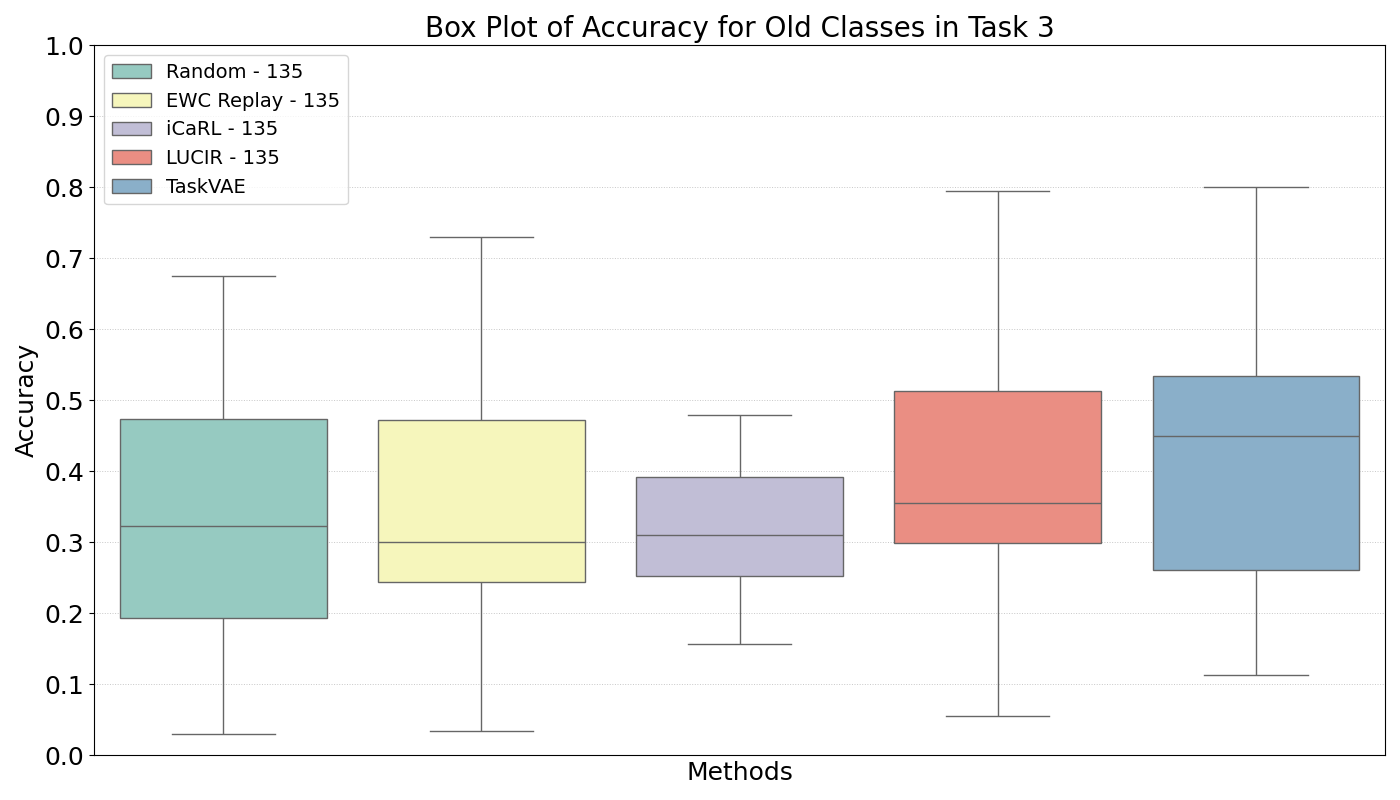 Box Plot of Accuracy for Old Classes in Task 3
1.0
0.9
0.8
0.7
0.6
0.5
0.4
0.3
0.2
0.1
0.0
Accuracy
Random - 135
EWC Replay - 135
iCaRL - 135
LUCIR - 135
TaskVAE
Methods